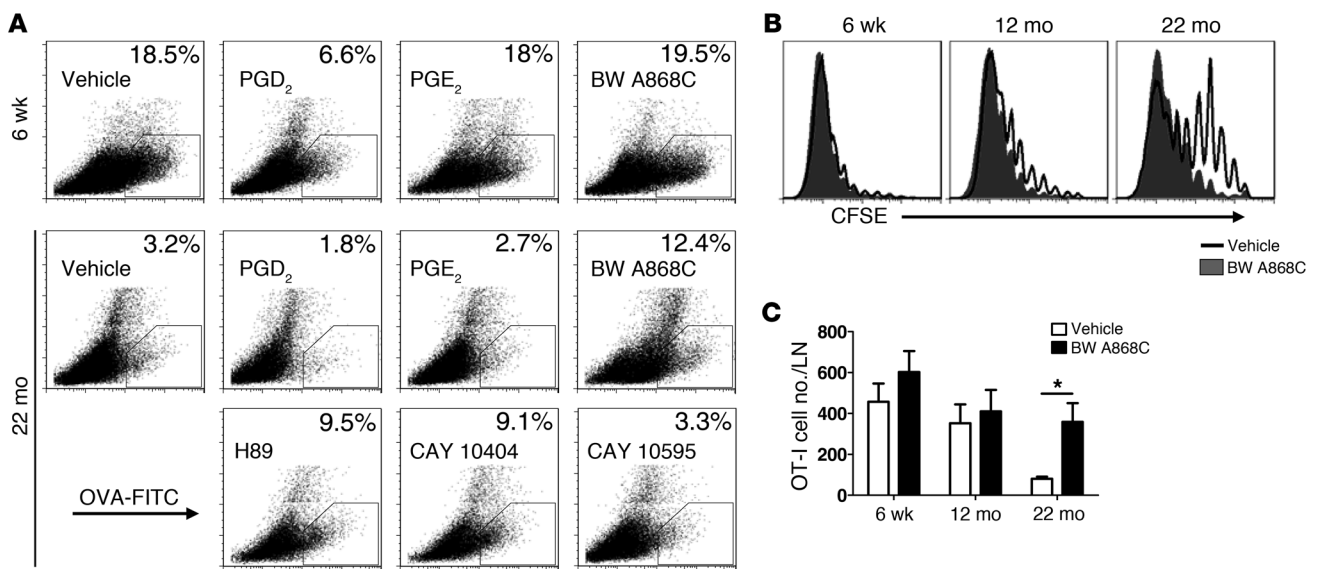 A
6 wk
18.5%
Vehicle
6.6%
PGD2
18%
PGE2
19.5%
BW A868C
22 mo
3.2%
Vehicle
1.8%
PGD2
2.7%
PGE2
12.4%
BW A868C
OVA-FITC
9.5%
H89
9.1%
CAY 10404
3.3%
CAY 10595
B
6 wk
12 mo
22 mo
CFSE
Vehicle
BW A868C
C
Vehicle
BW A868C
OT-I cell no./LN
800
600
400
200
0
*
6 wk
12 mo
22 mo